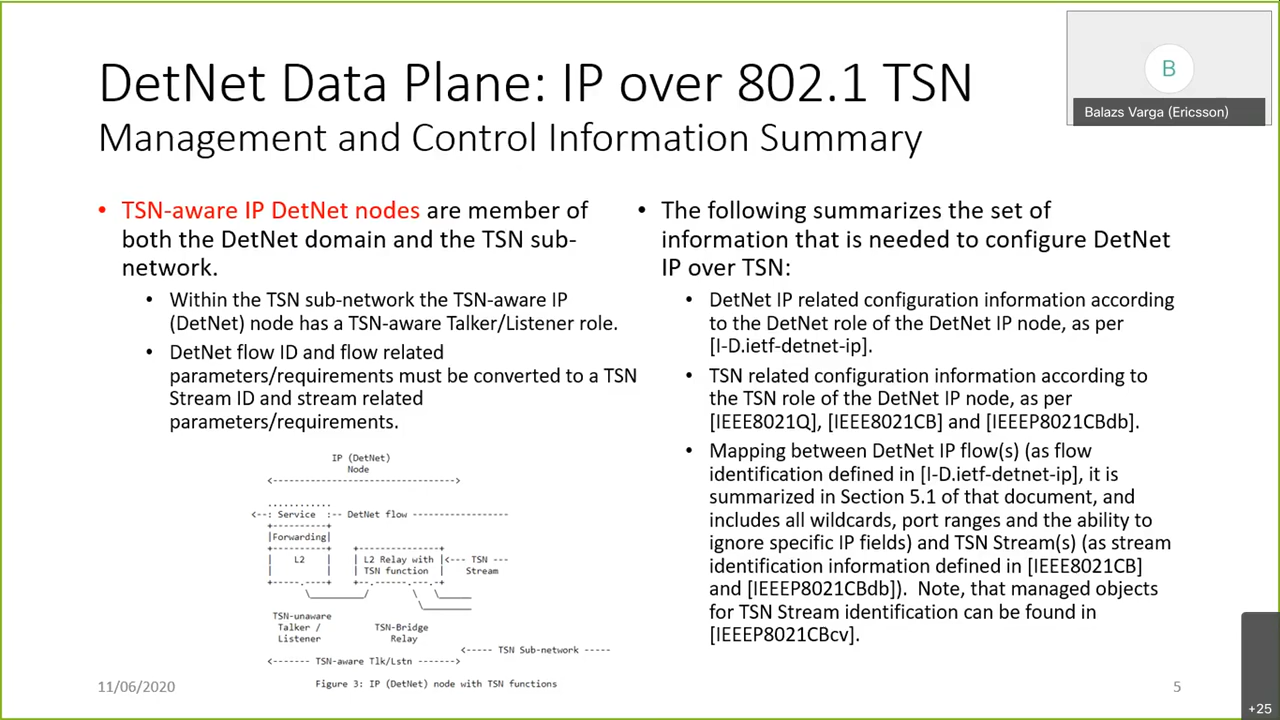 DetNet Data Plane: IP over 802.1 TSN
Management and Control Information Summary
B
Balazs Varga (Ericsson)
• TSN-aware IP DetNet nodes are member of
both the DetNet domain and the TSN sub-
network.
• Within the TSN sub-network the TSN-aware IP
(DetNet) node has a TSN-aware Talker/Listener role.
• DetNet flow ID and flow related
parameters/requirements must be converted to a TSN
Stream ID and stream related
parameters/requirements.
IP (DetNet)
Node
<---------------------------------->
............
<--: Service :-- DetNet flow ------------------
+----------+
|Forwarding|
+----------+    +---------------+
|    L2    |    | L2 Relay with |<--- TSN ---
|          |    | TSN function  |    Stream
+-----.----+    +--.------.---.-+
\__________/        \   \______
\_________
TSN-unaware
Talker /          TSN-Bridge
Listener             Relay
<----- TSN Sub-network -----
<------- TSN-aware Tlk/Lstn ------->
Figure 3: IP (DetNet) node with TSN functions
• The following summarizes the set of
information that is needed to configure DetNet
IP over TSN:
• DetNet IP related configuration information according
to the DetNet role of the DetNet IP node, as per
[I-D.ietf-detnet-ip].
• TSN related configuration information according to
the TSN role of the DetNet IP node, as per
[IEEE8021Q], [IEEE8021CB] and [IEEEP8021CBdb].
• Mapping between DetNet IP flow(s) (as flow
identification defined in [I-D.ietf-detnet-ip], it is
summarized in Section 5.1 of that document, and
includes all wildcards, port ranges and the ability to
ignore specific IP fields) and TSN Stream(s) (as stream
identification information defined in [IEEE8021CB]
and [IEEEP8021CBdb]). Note, that managed objects
for TSN Stream identification can be found in
[IEEEP8021CBcv].
11/06/2020
5
+25